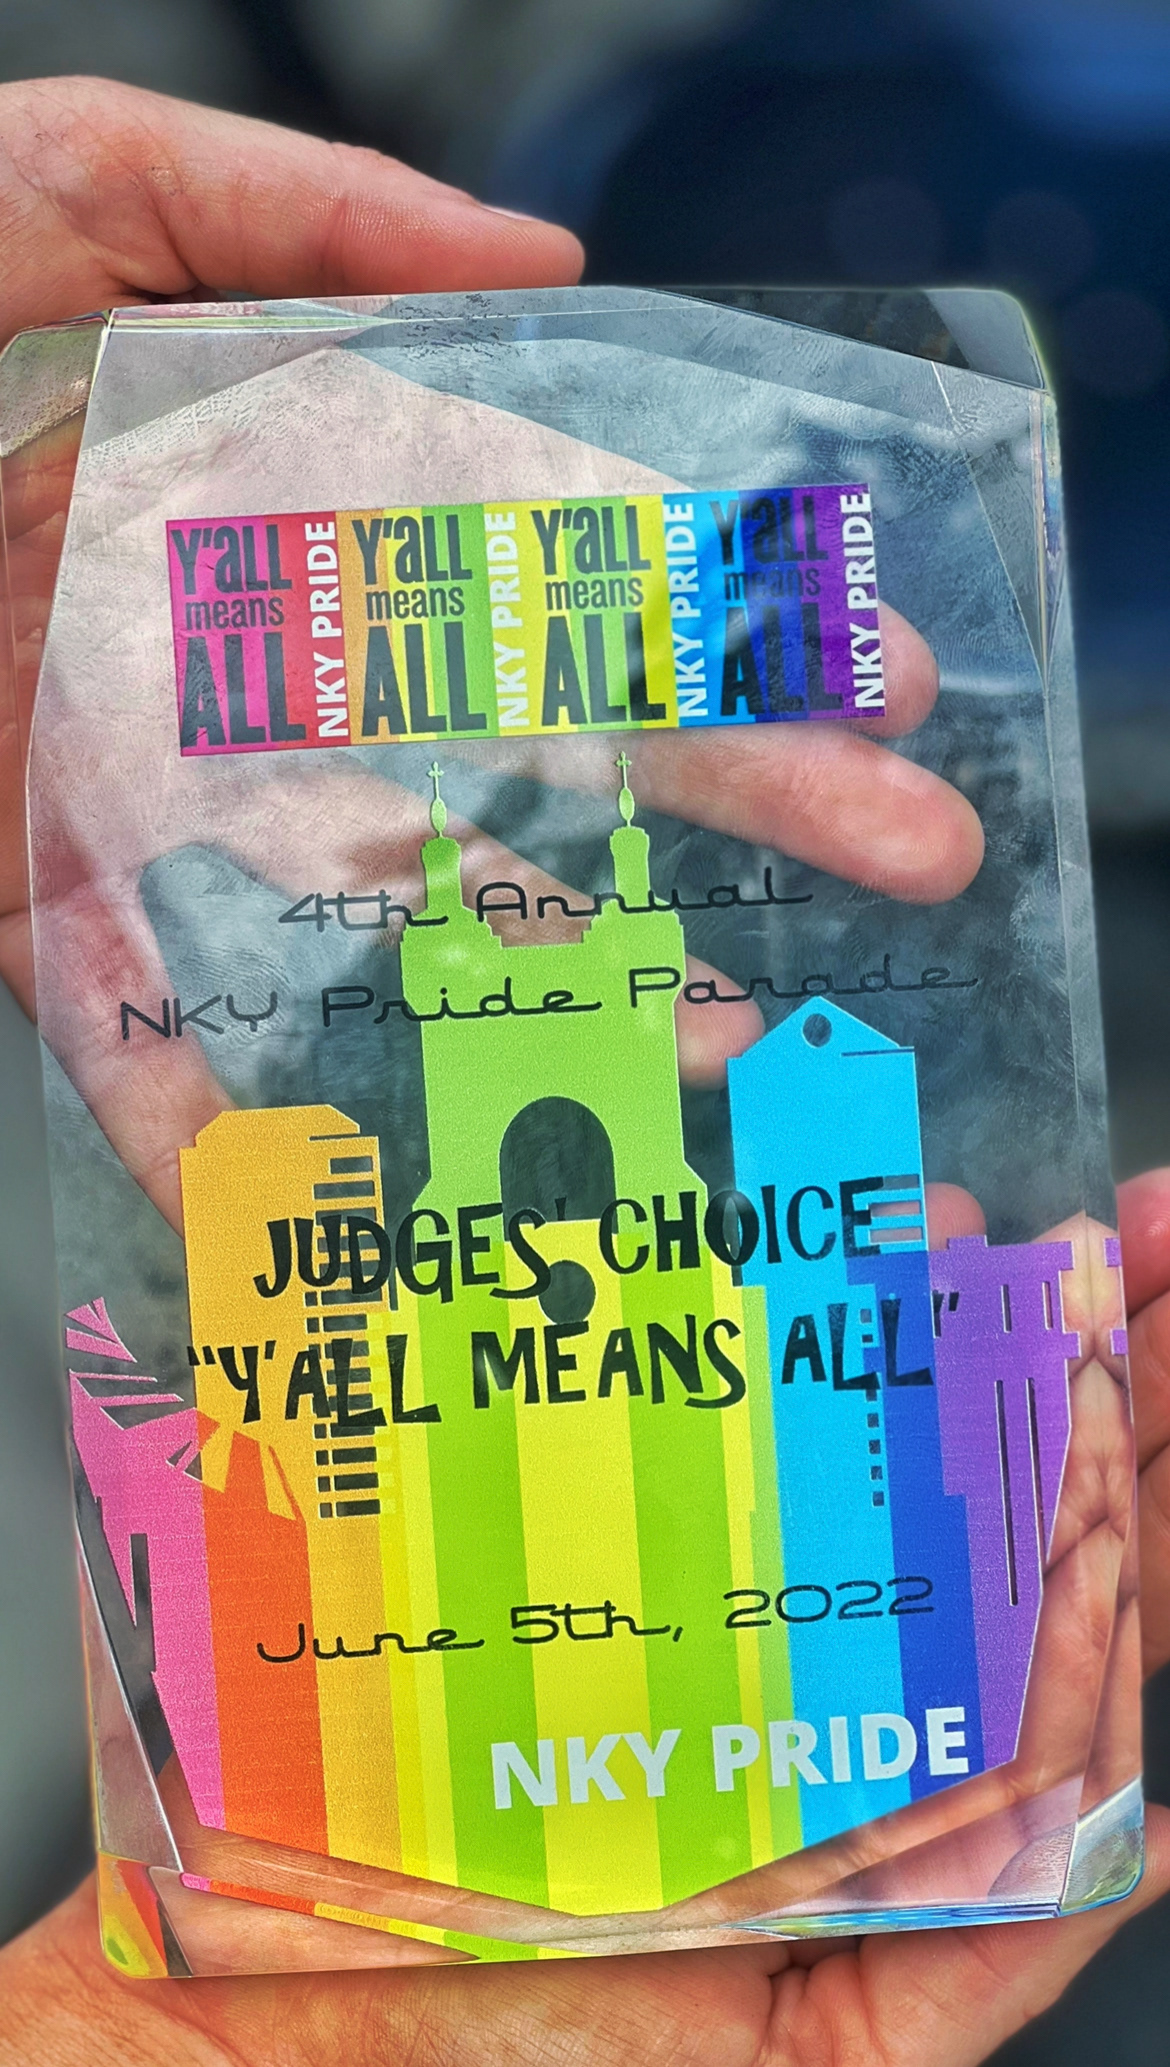 Y'aLL means ALL
NKY PRIDE
Y'aLL means ALL
NKY PRIDE
Y'aLL means ALL
NKY PRIDE
Y'aLL means ALL
NKY PRIDE
4th Annual
NKY Pride Parade
JUDGES' CHOICE
"Y'ALL MEANS ALL"
June 5th, 2022
NKY PRIDE